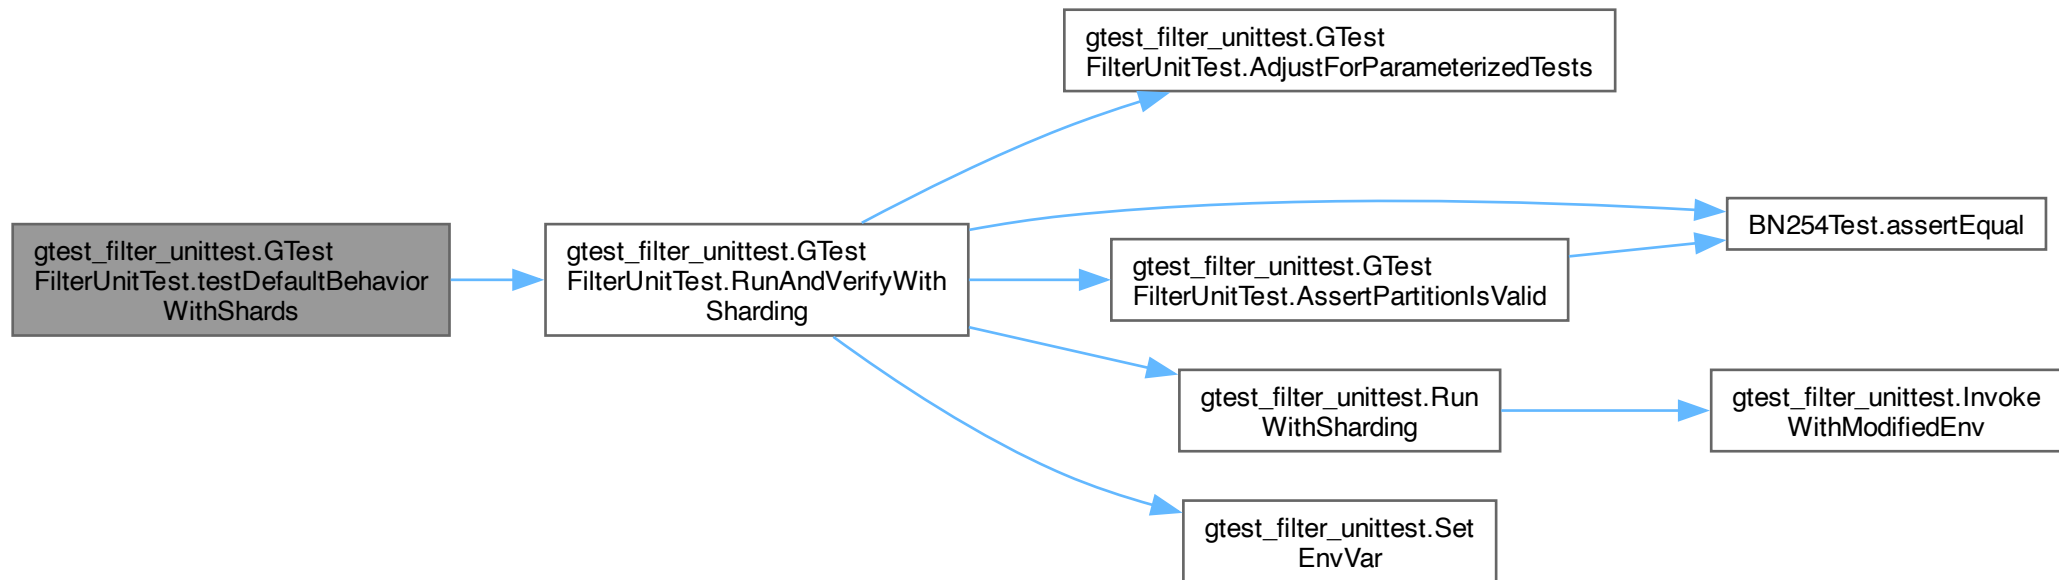 gtest_filter_unittest.GTest
FilterUnitTest.testDefaultBehavior
WithShards
gtest_filter_unittest.GTest
FilterUnitTest.RunAndVerifyWith
Sharding
gtest_filter_unittest.GTest
FilterUnitTest.AdjustForParameterizedTests
BN254Test.assertEqual
gtest_filter_unittest.GTest
FilterUnitTest.AssertPartitionIsValid
gtest_filter_unittest.Run
WithSharding
gtest_filter_unittest.Invoke
WithModifiedEnv
gtest_filter_unittest.Set
EnvVar